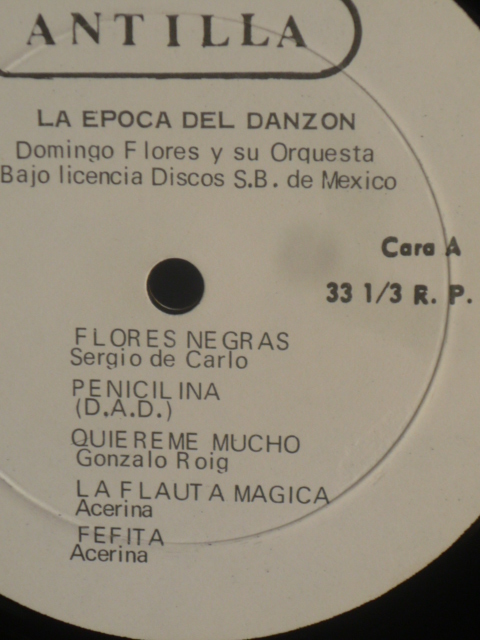 ANTILLA
LA EPOCA DEL DANZON
Domingo Flores y su Orquesta
Bajo licencia Discos S.B. de Mexico
Cara A
33 1/3 R. P.
FLORES NEGRAS
Sergio de Carlo
PENICILINA
(D.A.D.)
QUIEREME MUCHO
Gonzalo Roig
LA FLAUTA MAGICA
Acerina
FEFITA
Acerina